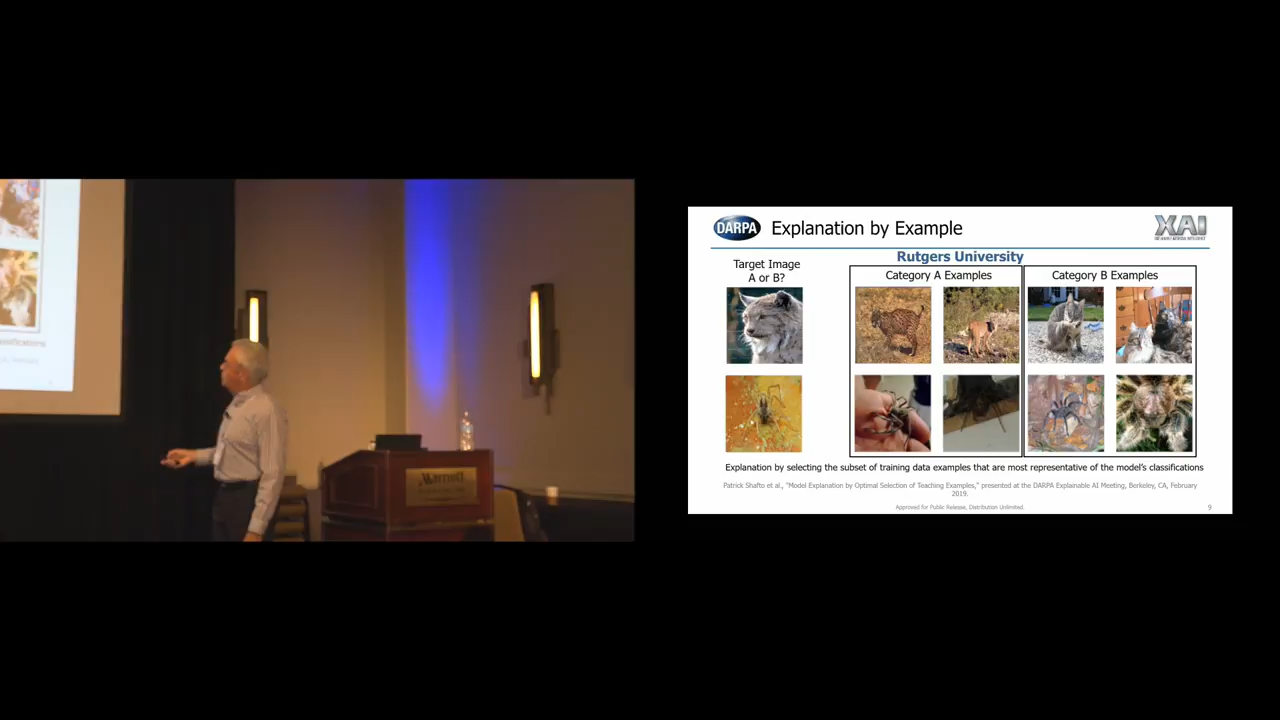 DARPA
Explanation by Example
XAI
Rutgers University
Target Image
A or B?
Category A Examples
Category B Examples
Explanation by selecting the subset of training data examples that are most representative of the model's classifications
Patrick Shafto et al., "Model Explanation by Optimal Selection of Teaching Examples," presented at the DARPA Explainable AI Meeting, Berkeley, CA, February
2019.
Approved for Public Release, Distribution Unlimited.
9
Marriott